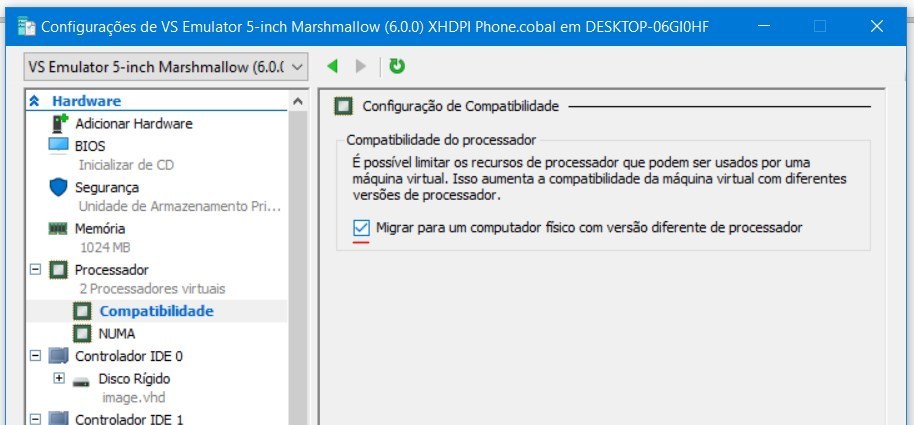 Configurações de VS Emulator 5-inch Marshmallow (6.0.0) XHDPI Phone.cobal em DESKTOP-06GI0HF
VS Emulator 5-inch Marshmallow (6.0.(
Hardware
Adicionar Hardware
BIOS
Inicializar de CD
Segurança
Unidade de Armazenamento Pri...
Memória
1024 MB
Processador
2 Processadores virtuais
Compatibilidade
NUMA
Controlador IDE 0
Disco Rígido
image.vhd
Controlador IDE 1
Configuração de Compatibilidade
Compatibilidade do processador
É possível limitar os recursos de processador que podem ser usados por uma
máquina virtual. Isso aumenta a compatibilidade da máquina virtual com diferentes
versões de processador.
Migrar para um computador físico com versão diferente de processador